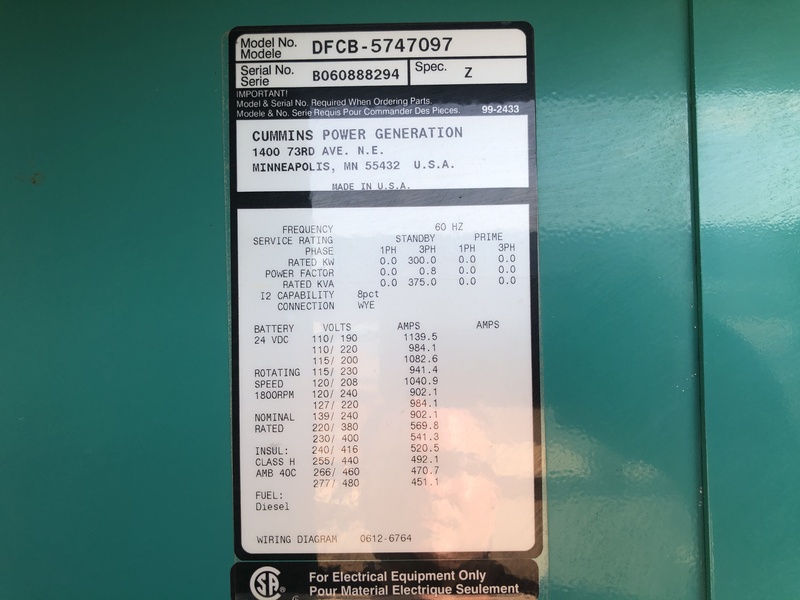 Model No. DFCB-5747097
Modele
Serial No. B060888294 Spec. Z
Serie
IMPORTANT!
Model & Serial No. Required When Ordering Parts.
Modele & No. Serie Requis Pour Commander Des Pieces. 99-2433
CUMMINS POWER GENERATION
1400 73RD AVE. N.E.
MINNEAPOLIS, MN 55432 U.S.A.
MADE IN U.S.A.
FREQUENCY 60 HZ
SERVICE RATING STANDBY PRIME
PHASE 1PH 3PH 1PH 3PH
RATED KW 0.0 300.0 0.0 0.0
POWER FACTOR 0.0 0.8 0.0 0.0
RATED KVA 0.0 375.0 0.0 0.0
I2 CAPABILITY 8pct
CONNECTION WYE
BATTERY VOLTS AMPS AMPS
24 VDC 110/ 190 1139.5
110/ 220 984.1
115/ 200 1082.6
ROTATING 115/ 230 941.4
SPEED 120/ 208 1040.9
1800RPM 120/ 240 902.1
127/ 220 984.1
NOMINAL 139/ 240 902.1
RATED 220/ 380 569.8
230/ 400 541.3
INSUL: 240/ 416 520.5
CLASS H 255/ 440 492.1
AMB 40C 266/ 460 470.7
277/ 480 451.1
FUEL:
Diesel
WIRING DIAGRAM 0612-6764
SA ® For Electrical Equipment Only
Pour Material Electrique Seulement